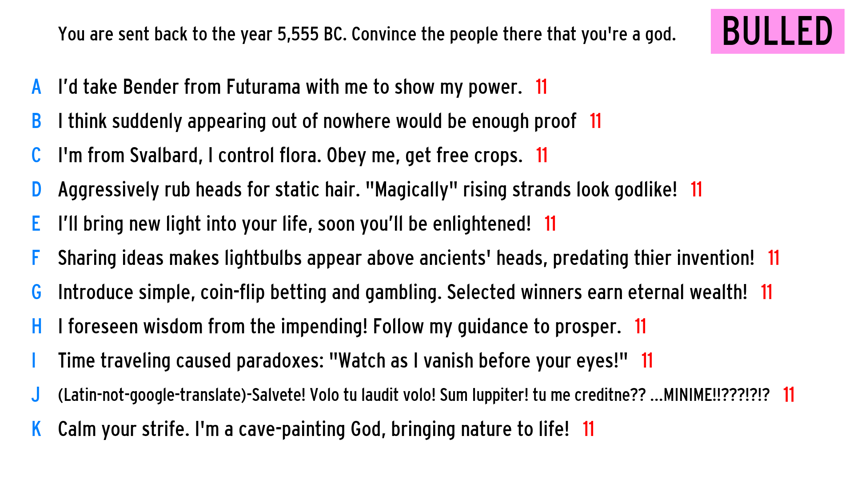 You are sent back to the year 5,555 BC. Convince the people there that you're a god.
BULLED
A I'd take Bender from Futurama with me to show my power. 11
B I think suddenly appearing out of nowhere would be enough proof 11
C I'm from Svalbard, I control flora. Obey me, get free crops. 11
D Aggressively rub heads for static hair. "Magically" rising strands look godlike! 11
E I'll bring new light into your life, soon you'll be enlightened! 11
F Sharing ideas makes lightbulbs appear above ancients' heads, predating thier invention! 11
G Introduce simple, coin-flip betting and gambling. Selected winners earn eternal wealth! 11
H I foreseen wisdom from the impending! Follow my guidance to prosper. 11
I Time traveling caused paradoxes: "Watch as I vanish before your eyes!" 11
J (Latin-not-google-translate)-Salvete! Volo tu laudit volo! Sum Iuppiter! tu me creditne?? ...MINIME!!???!?!? 11
K Calm your strife. I'm a cave-painting God, bringing nature to life! 11